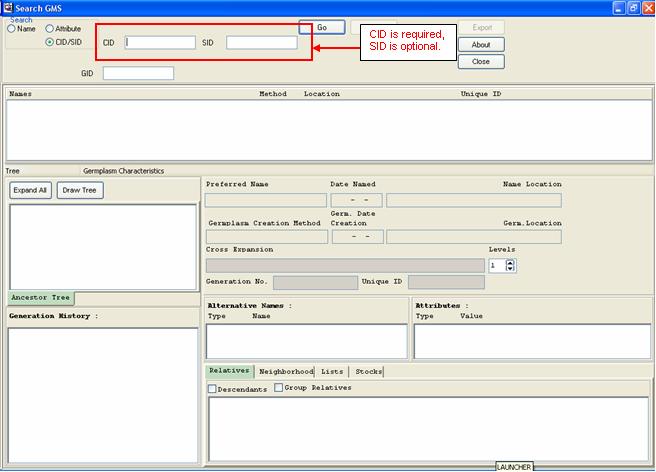 Search GMS
Search
Name
Attribute
CID/SID
CID
SID
Go
Export
CID is required,
SID is optional.
About
Close
GID
Names Method Location Unique ID
Tree Germplasm Characteristics
Expand All Draw Tree
Preferred Name Date Named Name Location
- -
Germ. Date
Germplasm Creation Method Creation Germ.Location
- -
Cross Expansion Levels
1
Generation No. Unique ID
Ancestor Tree
Alternative Names : Attributes :
Type Name Type Value
Generation History :
Relatives Neighborhood Lists Stocks
Descendants Group Relatives
LAUNCHER